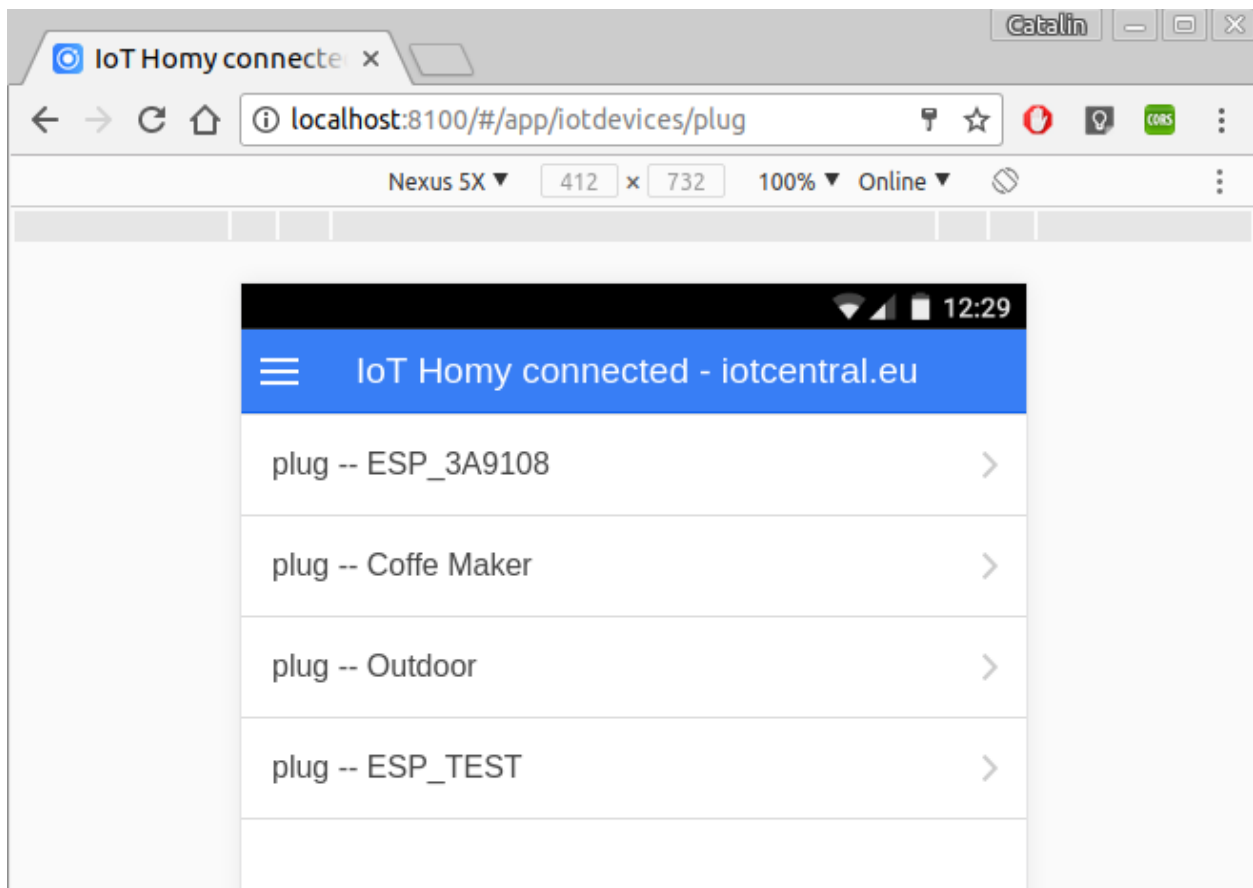 Catalin
IoT Homy connecte
localhost:8100/#/app/iotdevices/plug
CORS
Nexus 5X ▼ 412 × 732 100% ▼ Online ▼
12:29
IoT Homy connected - iotcentral.eu
plug -- ESP_3A9108
plug -- Coffe Maker
plug -- Outdoor
plug -- ESP_TEST